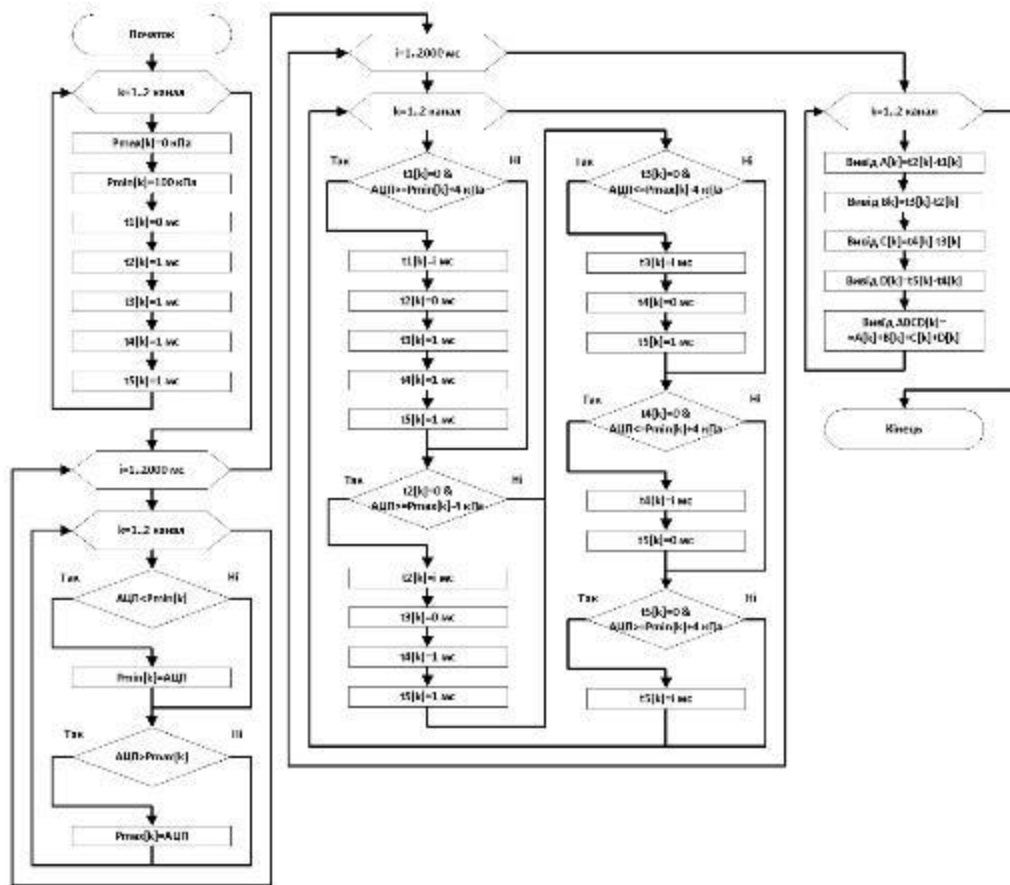 Початок
k=1..2 канал
Pmax[k]=0 кПа
Pmin[k]=100 кПа
t1[k]=0 мс
t2[k]=1 мс
t3[k]=1 мс
t4[k]=1 мс
t5[k]=1 мс
i=1..2000 мс
k=1..2 канал
Так
Ні
АЦП<Pmin[k]
Pmin[k]=АЦП
Так
Ні
АЦП>Pmax[k]
Pmax[k]=АЦП
i=1..2000 мс
k=1..2 канал
Так
Ні
t1[k]=0 &
АЦП>=Pmin[k]+4 кПа
t1[k]=i мс
t2[k]=0 мс
t3[k]=1 мс
t4[k]=1 мс
t5[k]=1 мс
Так
Ні
t2[k]=0 &
АЦП>=Pmax[k]-4 кПа
t2[k]=i мс
t3[k]=0 мс
t4[k]=1 мс
t5[k]=1 мс
Так
Ні
t3[k]=0 &
АЦП<=Pmax[k]-4 кПа
t3[k]=i мс
t4[k]=0 мс
t5[k]=1 мс
Так
Ні
t4[k]=0 &
АЦП<=Pmin[k]+4 кПа
t4[k]=i мс
t5[k]=0 мс
Так
Ні
t5[k]=0 &
АЦП>=Pmin[k]+4 кПа
t5[k]=i мс
k=1..2 канал
Вивід A[k]=t2[k]-t1[k]
Вивід B[k]=t3[k]-t2[k]
Вивід C[k]=t4[k]-t3[k]
Вивід D[k]=t5[k]-t4[k]
Вивід ABCD[k]=
=A[k]+B[k]+C[k]+D[k]
Кінець